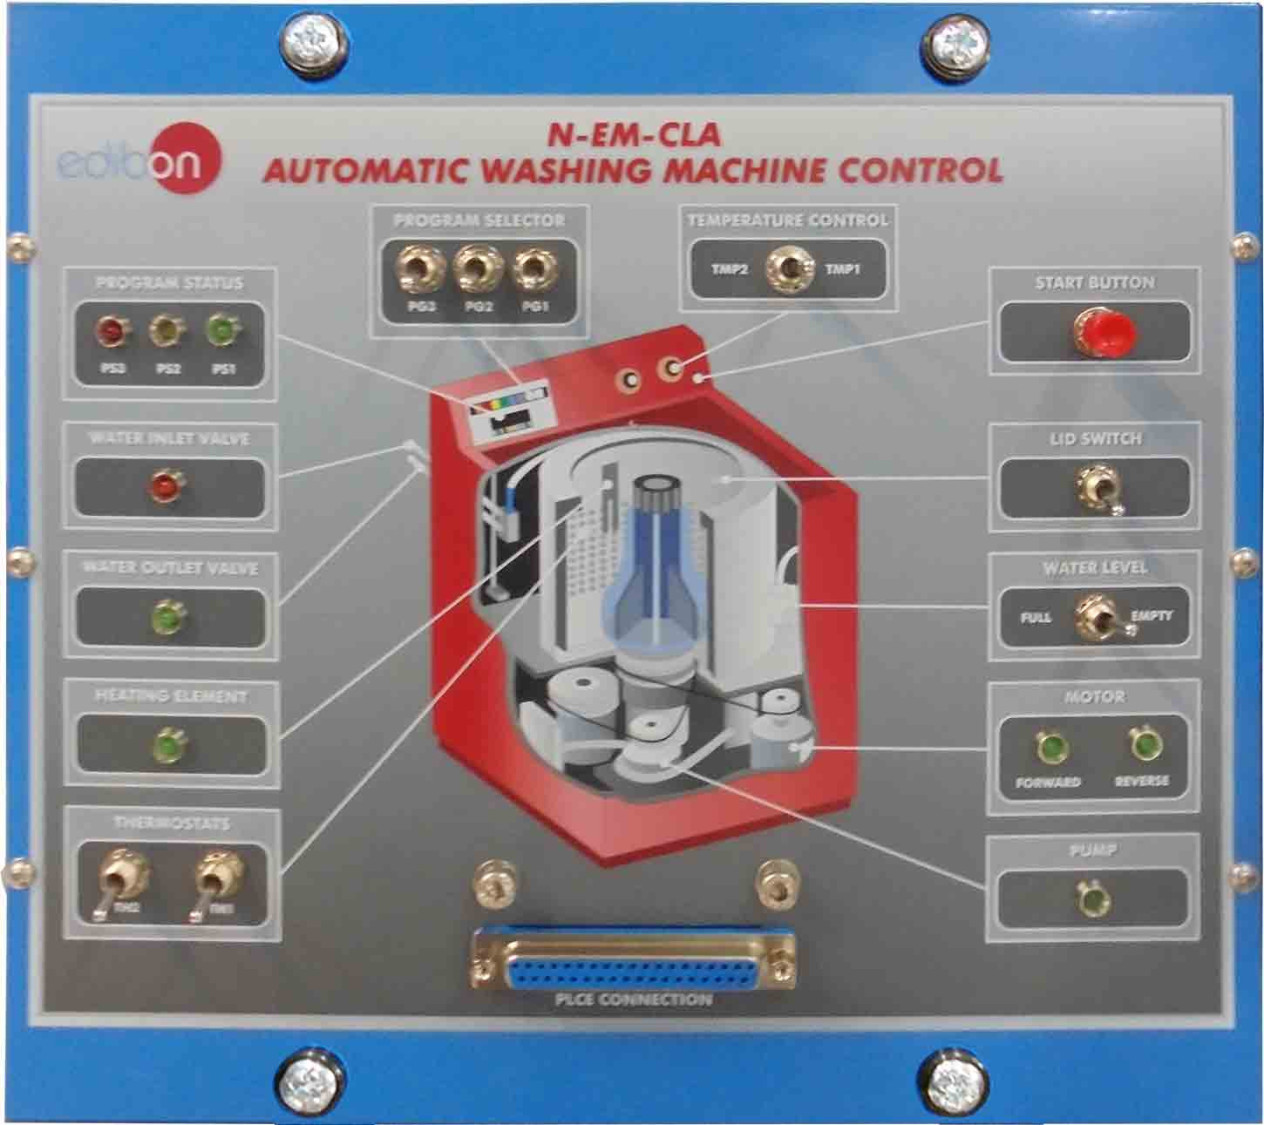 edibon
N-EM-CLA
AUTOMATIC WASHING MACHINE CONTROL
PROGRAM SELECTOR
PG3 PG2 PG1
TEMPERATURE CONTROL
TMP2 TMP1
PROGRAM STATUS
PS3 PS2 PS1
START BUTTON
WATER INLET VALVE
LID SWITCH
WATER OUTLET VALVE
WATER LEVEL
FULL EMPTY
HEATING ELEMENT
MOTOR
FORWARD REVERSE
THERMOSTATS
TH2 TH1
PUMP
PLCE CONNECTION